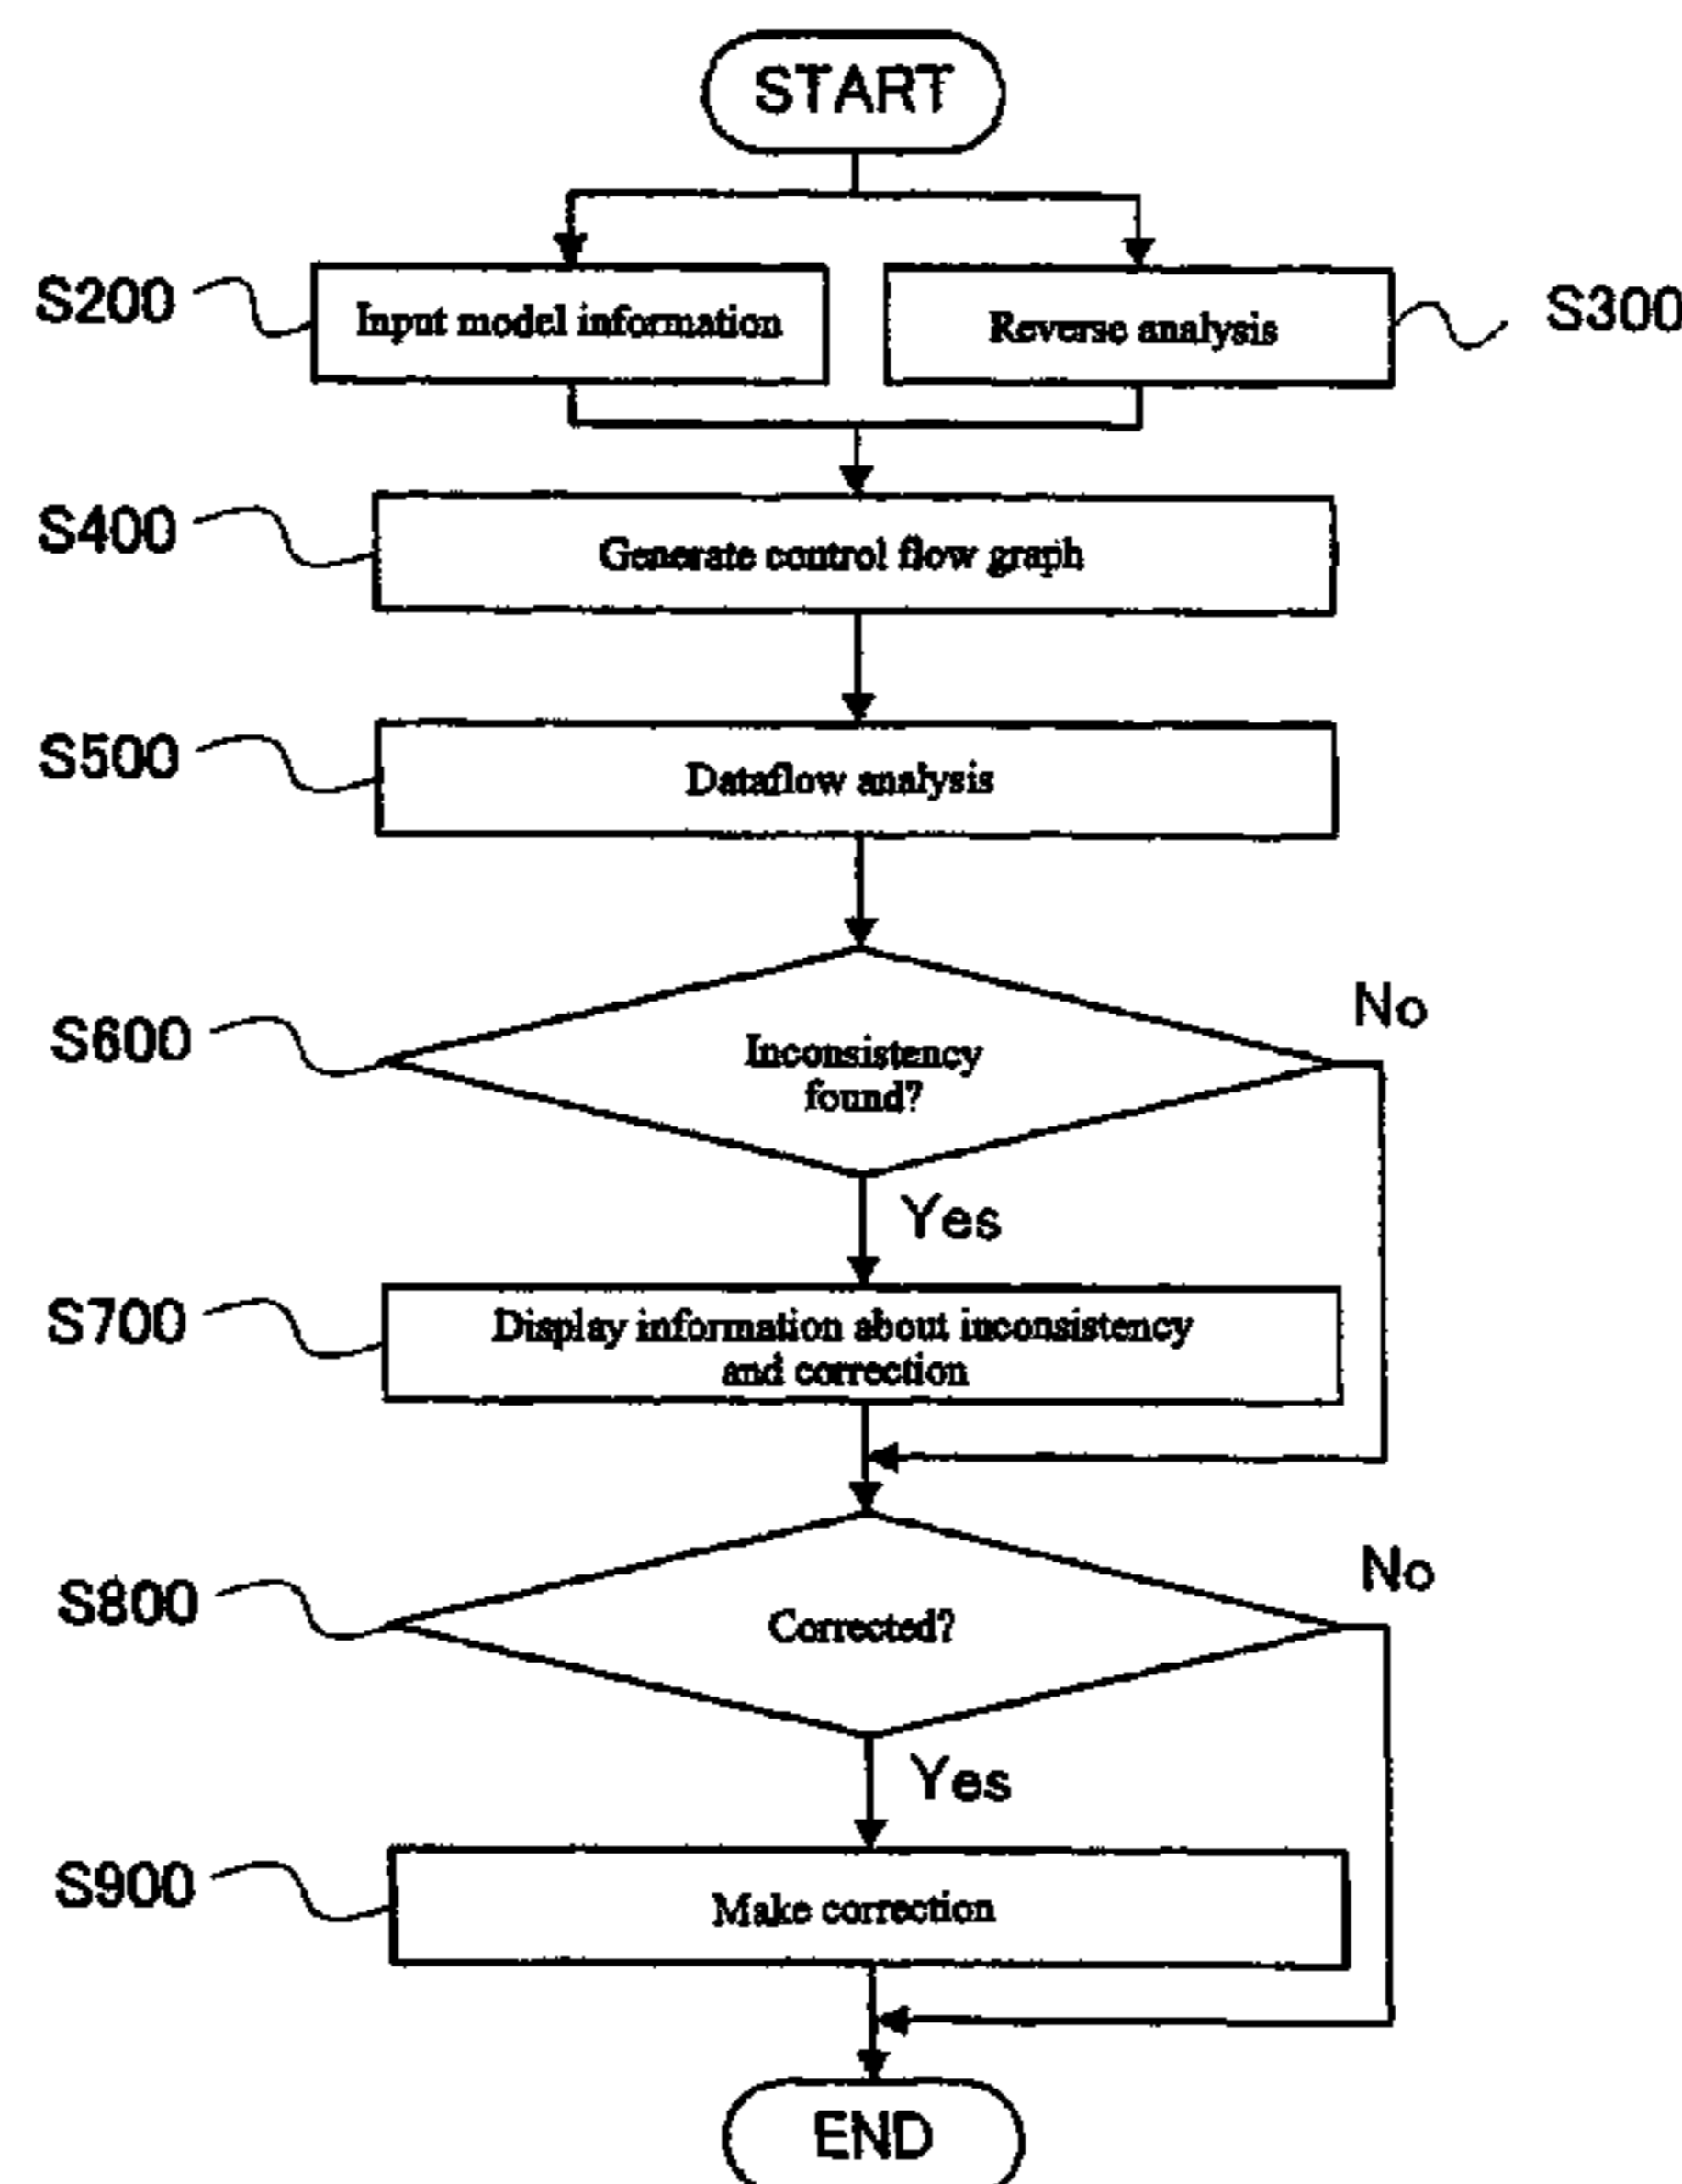 START
S200
Input model information
Reverse analysis
S300
S400
Generate control flow graph
S500
Dataflow analysis
No
S600
Inconsistency
found?
Yes
S700
Display information about inconsistency
and correction
No
S800
Corrected?
Yes
S900
Make correction
END